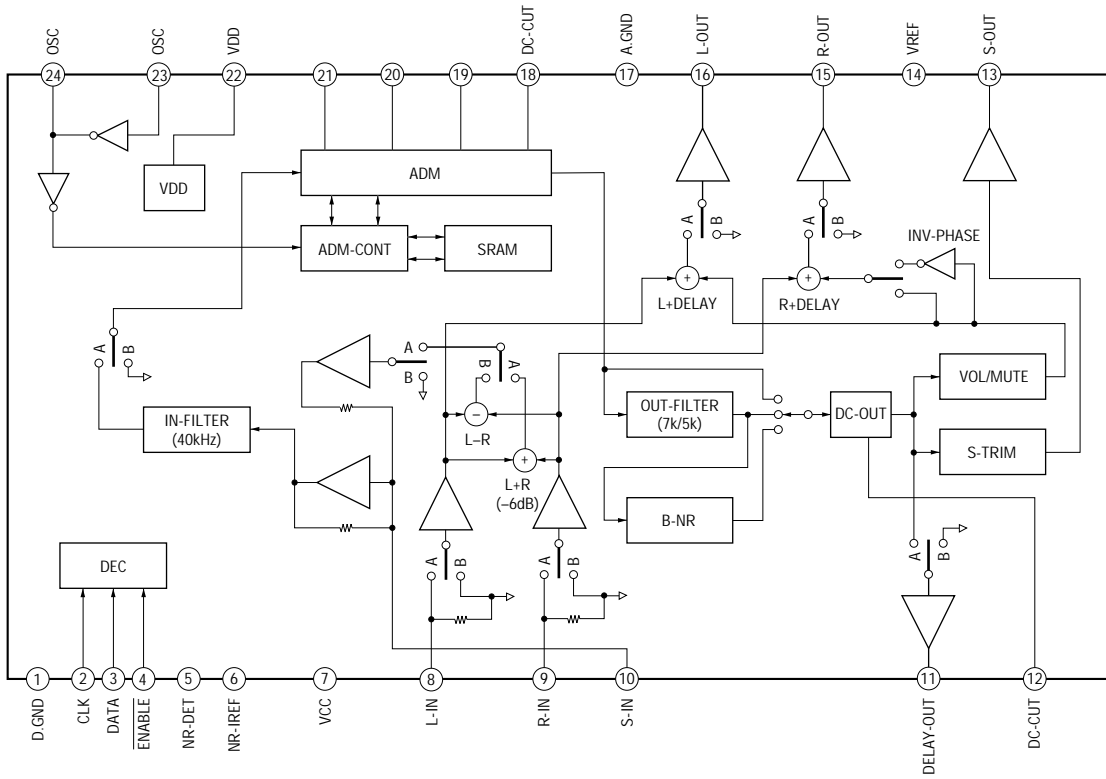 OSC
OSC
VDD
DC-CUT
A.GND
L-OUT
R-OUT
VREF
S-OUT
24
23
22
21
20
19
18
17
16
15
14
13
VDD
ADM
ADM-CONT
SRAM
A
B
A
B
INV-PHASE
+
L+DELAY
+
R+DELAY
A
B
A
B
B
A
IN-FILTER
(40kHz)
−
L−R
+
L+R
(−6dB)
OUT-FILTER
(7k/5k)
DC-OUT
VOL/MUTE
S-TRIM
B-NR
A
B
A
B
A
B
DEC
1
2
3
4
5
6
7
8
9
10
11
12
D.GND
CLK
DATA
ENABLE
NR-DET
NR-IREF
VCC
L-IN
R-IN
S-IN
DELAY-OUT
DC-CUT